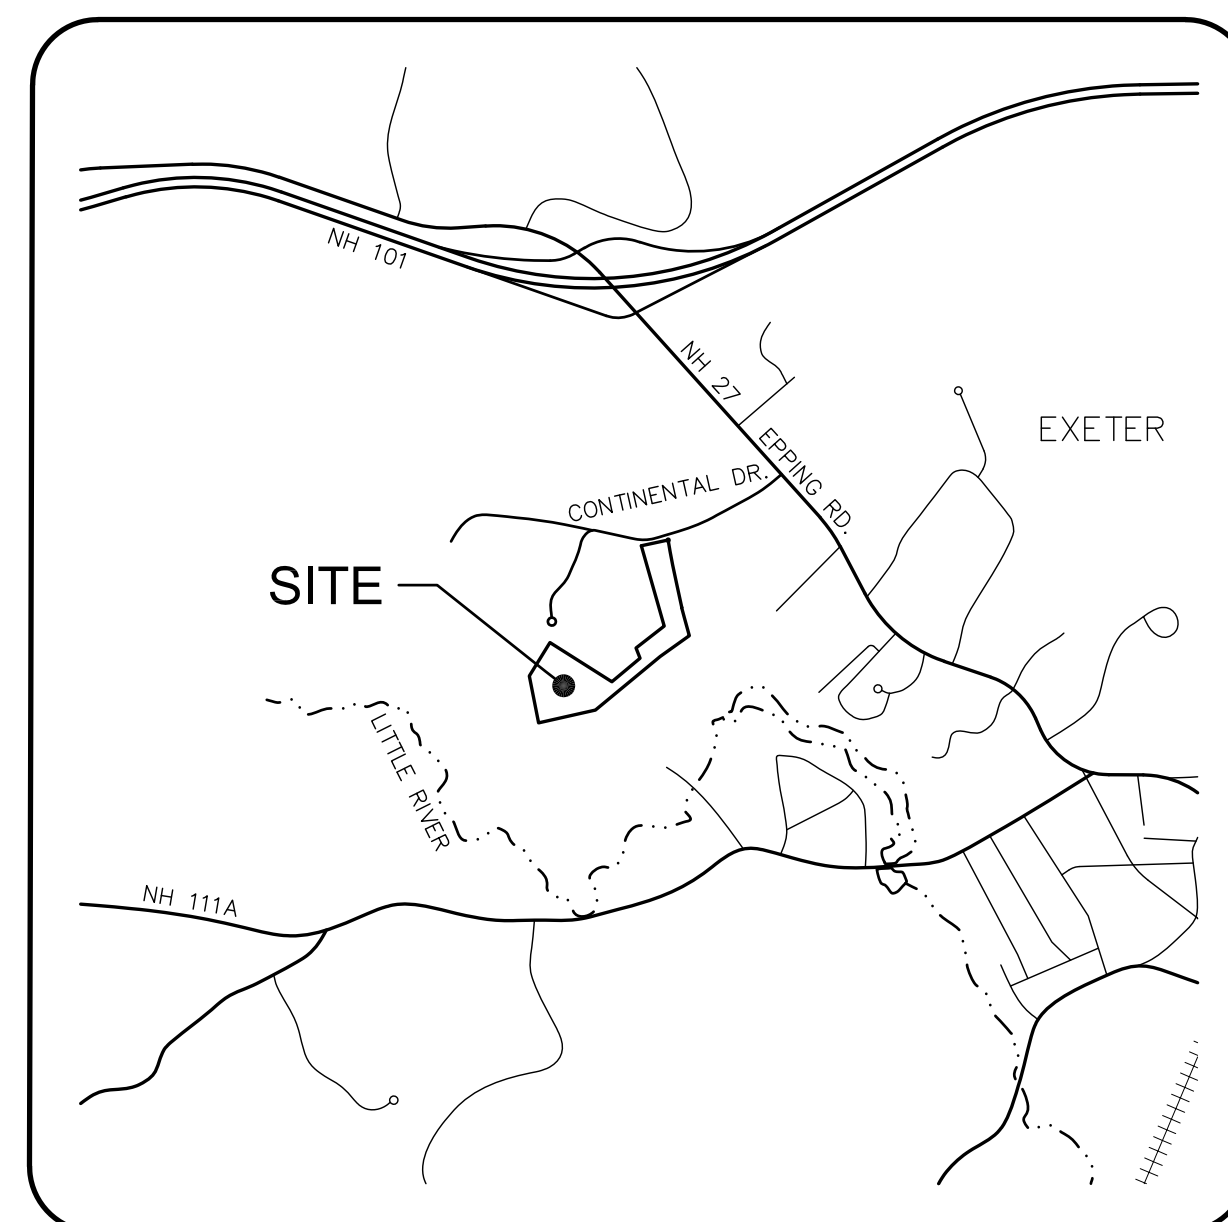 NH 101
NH 27
EPPING RD.
EXETER
CONTINENTAL DR.
SITE
LITTLE RIVER
NH 111A